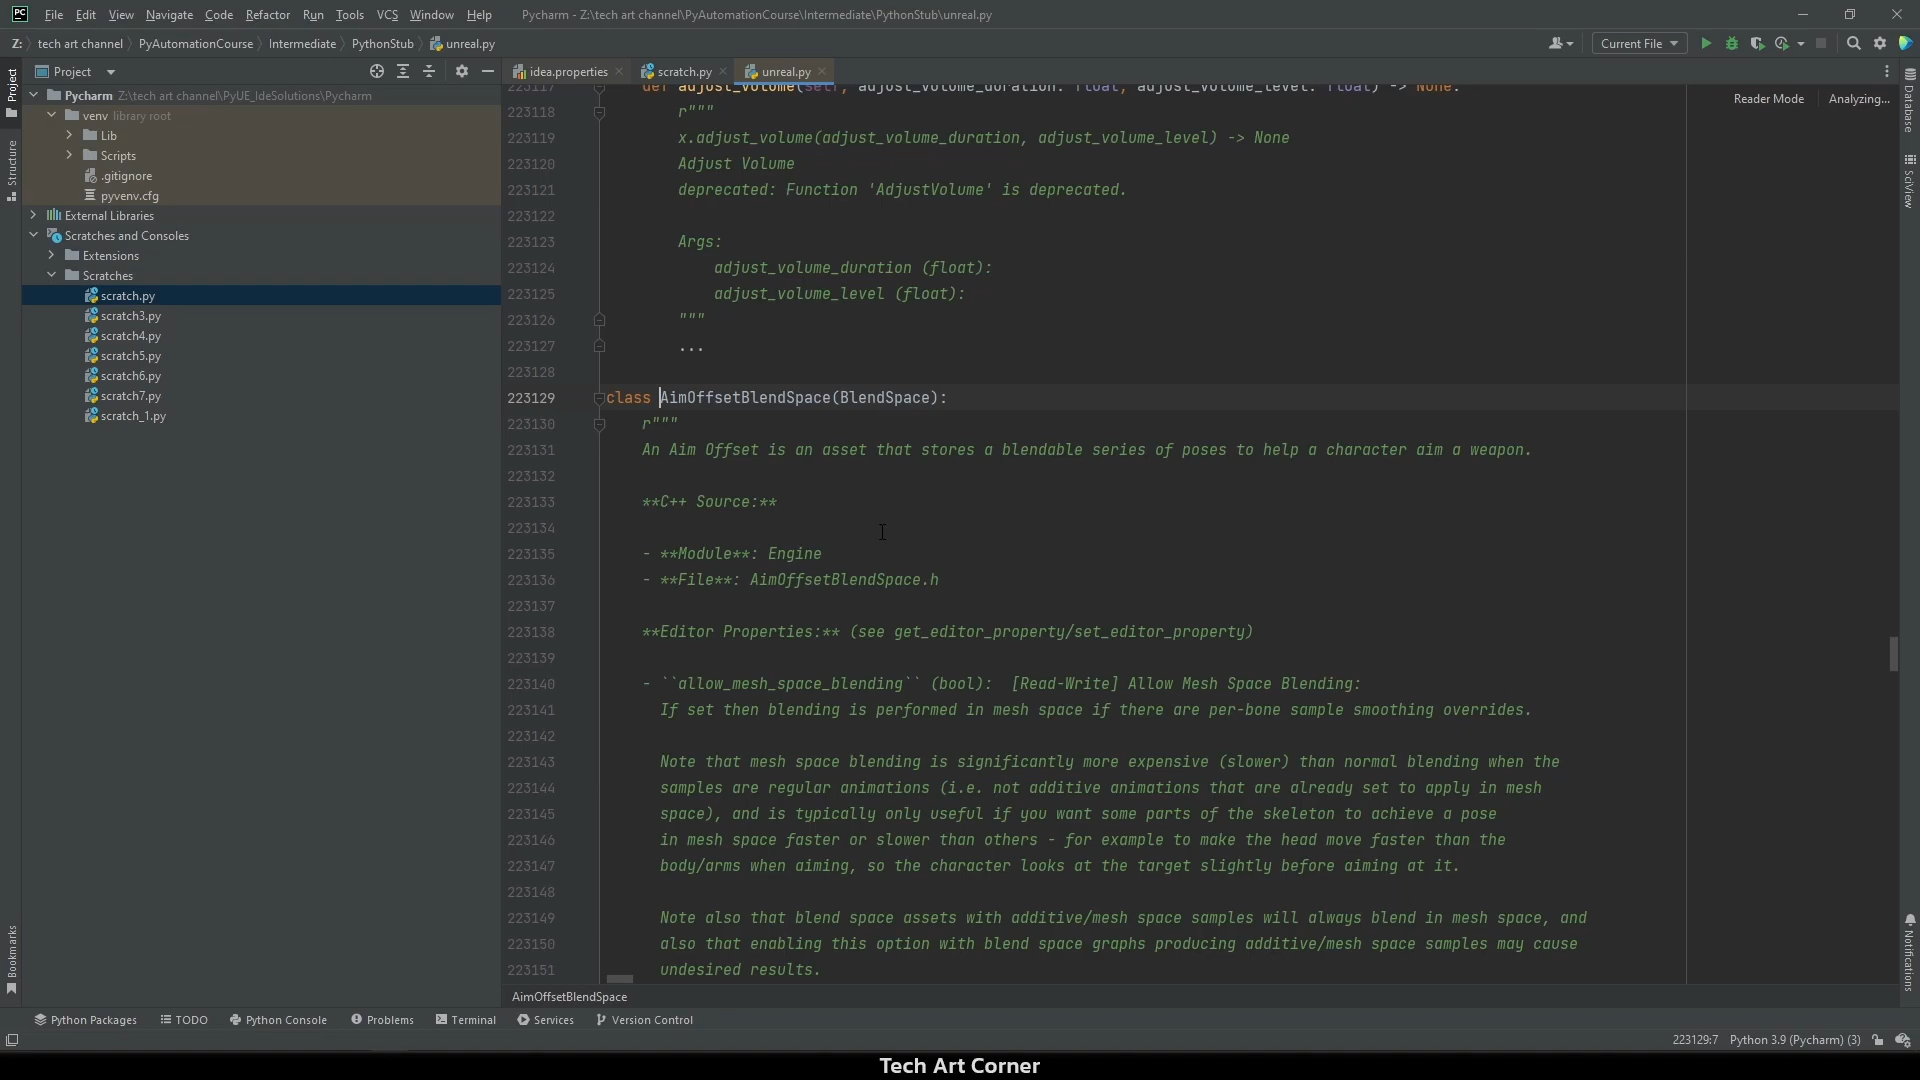 File Edit View Navigate Code Refactor Run Tools VCS Window Help Pycharm - Z:\tech art channel\PyAutomationCourse\Intermediate\PythonStub\unreal.py
Z: tech art channel PyAutomationCourse Intermediate PythonStub unreal.py Current File
Project
idea.properties scratch.py unreal.py
Reader Mode Analyzing...
Project
Structure
Bookmarks
Database
SciView
Notifications
Pycharm Z:\tech art channel\PyUE_IdeSolutions\Pycharm
venv library root
Lib
Scripts
.gitignore
pyvenv.cfg
External Libraries
Scratches and Consoles
Extensions
Scratches
scratch.py
scratch3.py
scratch4.py
scratch5.py
scratch6.py
scratch7.py
scratch_1.py
223117 def adjust_volume(self, adjust_volume_duration: float, adjust_volume_level: float) -> None:
223118 r"""
223119 x.adjust_volume(adjust_volume_duration, adjust_volume_level) -> None
223120 Adjust Volume
223121 deprecated: Function 'AdjustVolume' is deprecated.
223122
223123 Args:
223124 adjust_volume_duration (float):
223125 adjust_volume_level (float):
223126 """
223127 ...
223128
223129 class AimOffsetBlendSpace(BlendSpace):
223130 r"""
223131 An Aim Offset is an asset that stores a blendable series of poses to help a character aim a weapon.
223132
223133 **C++ Source:**
223134
223135 - **Module**: Engine
223136 - **File**: AimOffsetBlendSpace.h
223137
223138 **Editor Properties:** (see get_editor_property/set_editor_property)
223139
223140 - ``allow_mesh_space_blending`` (bool):  [Read-Write] Allow Mesh Space Blending:
223141 If set then blending is performed in mesh space if there are per-bone sample smoothing overrides.
223142
223143 Note that mesh space blending is significantly more expensive (slower) than normal blending when the
223144 samples are regular animations (i.e. not additive animations that are already set to apply in mesh
223145 space), and is typically only useful if you want some parts of the skeleton to achieve a pose
223146 in mesh space faster or slower than others - for example to make the head move faster than the
223147 body/arms when aiming, so the character looks at the target slightly before aiming at it.
223148
223149 Note also that blend space assets with additive/mesh space samples will always blend in mesh space, and
223150 also that enabling this option with blend space graphs producing additive/mesh space samples may cause
223151 undesired results.
AimOffsetBlendSpace
Python Packages TODO Python Console Problems Terminal Services Version Control
223129:7 Python 3.9 (Pycharm) (3)
Tech Art Corner